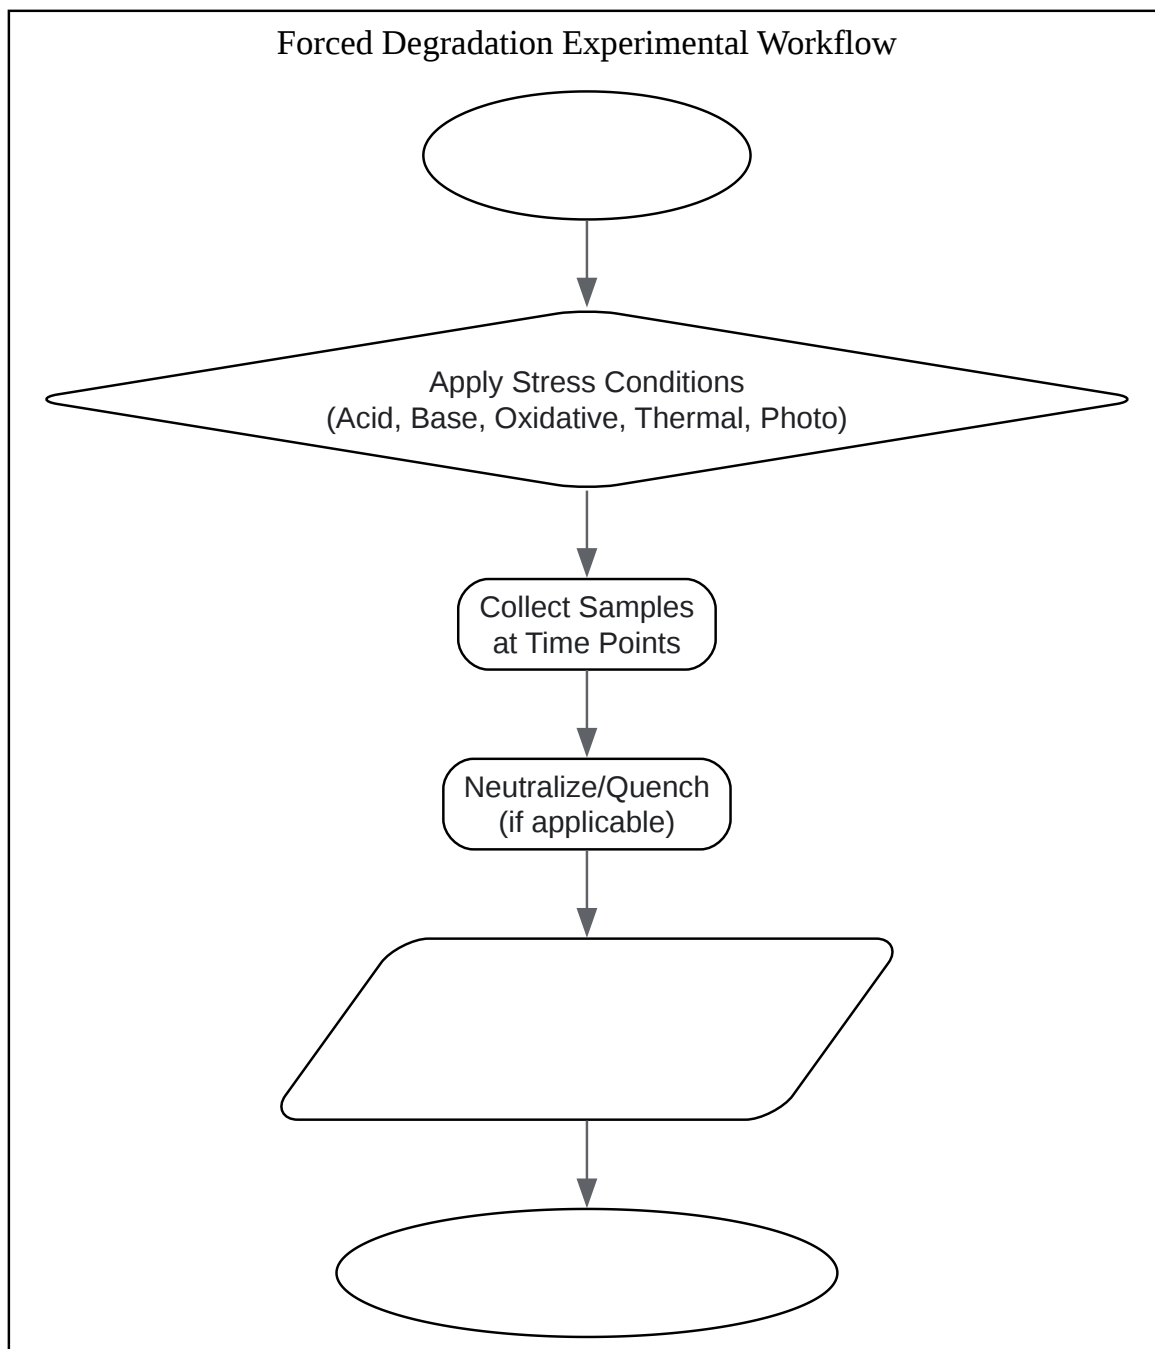 Forced Degradation Experimental Workflow
Apply Stress Conditions
(Acid, Base, Oxidative, Thermal, Photo)
Collect Samples
at Time Points
Neutralize/Quench
(if applicable)